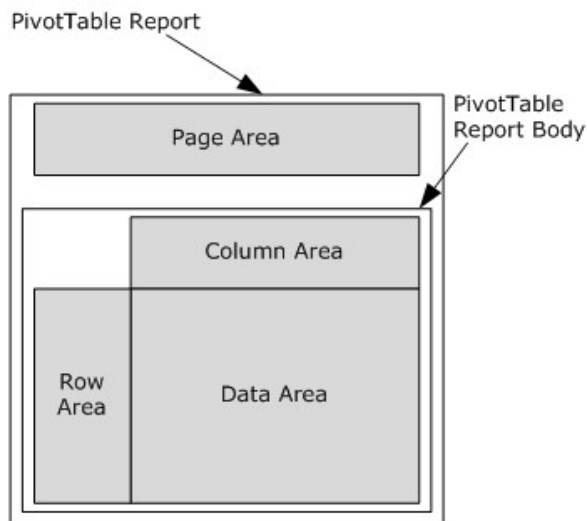 PivotTable Report
PivotTable
Report Body
Page Area
Column Area
Row
Area
Data Area